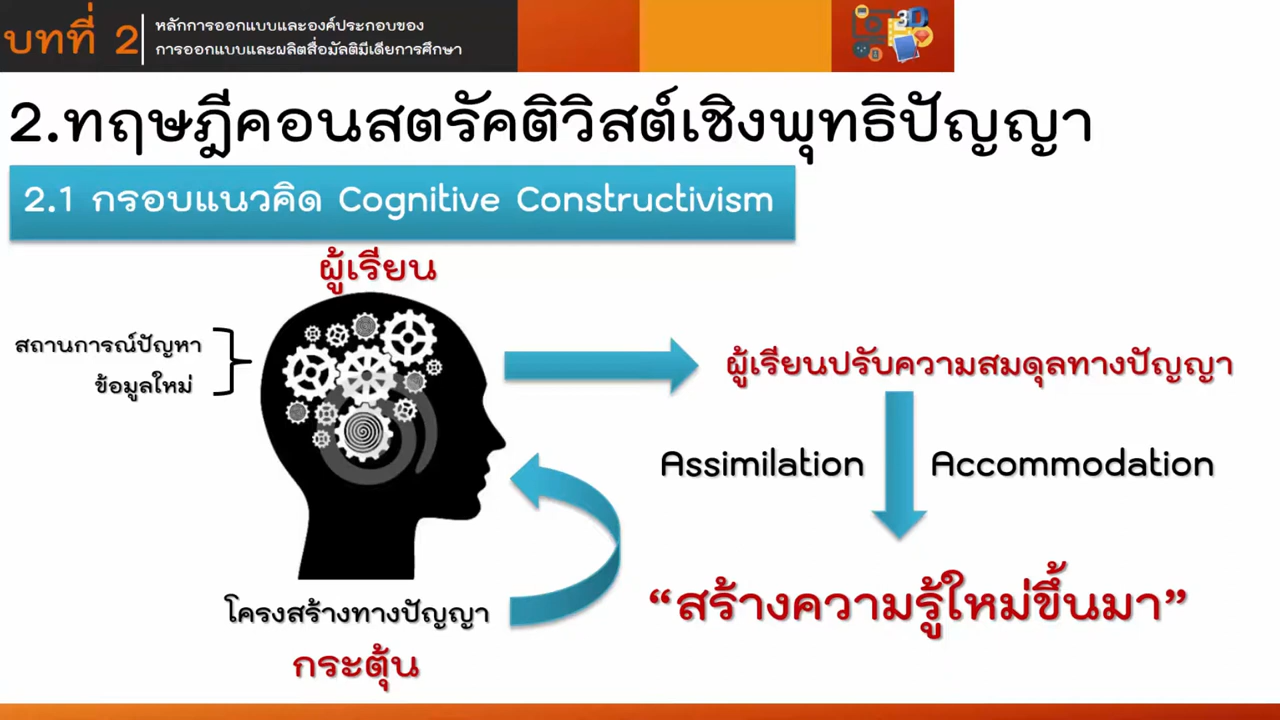 บทที่ 2
หลักการออกแบบและองค์ประกอบของ
การออกแบบและผลิตสื่อมัลติมีเดียการศึกษา
3D
2.ทฤษฎีคอนสตรัคติวิสต์เชิงพุทธิปัญญา
2.1 กรอบแนวคิด Cognitive Constructivism
ผู้เรียน
สถานการณ์ปัญหา
ข้อมูลใหม่
ผู้เรียนปรับความสมดุลทางปัญญา
Assimilation
Accommodation
โครงสร้างทางปัญญา
กระตุ้น
“สร้างความรู้ใหม่ขึ้นมา”